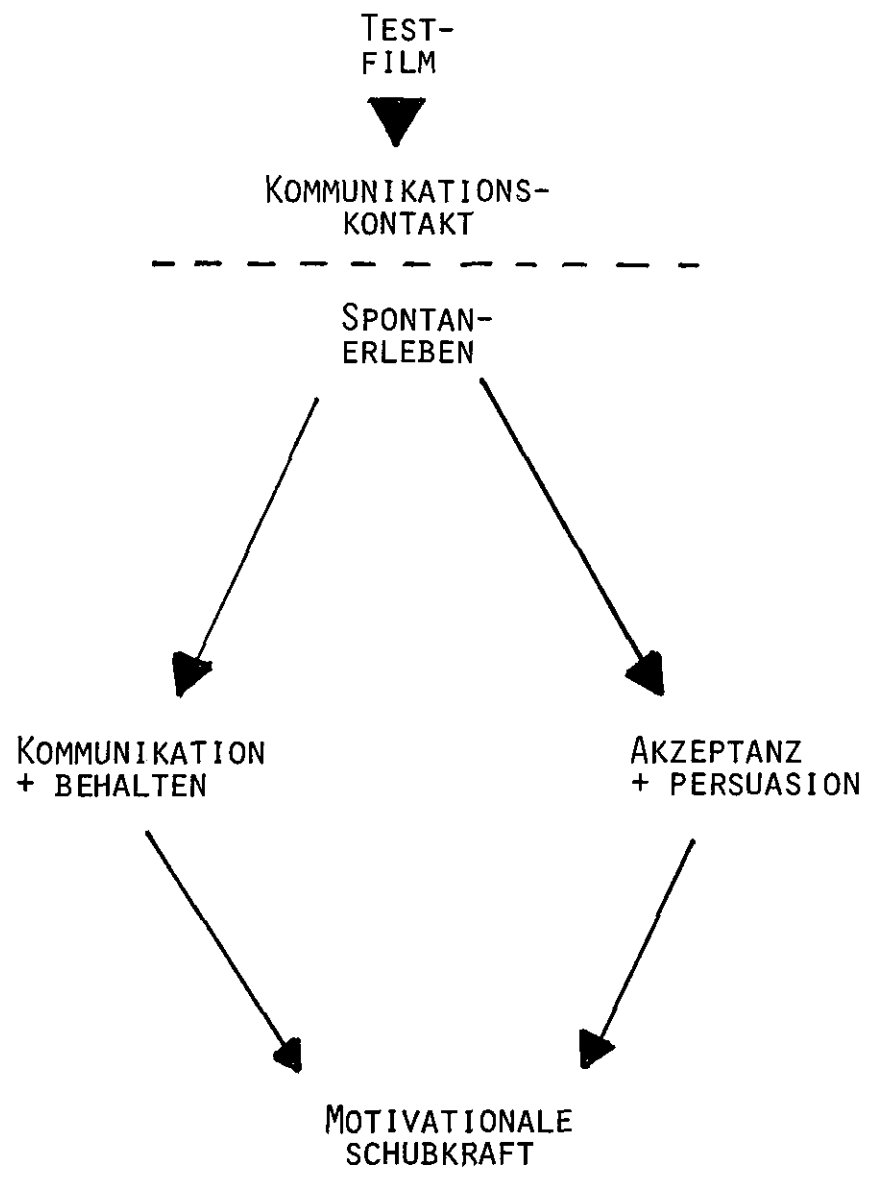 TEST-
FILM
KOMMUNIKATIONS-
KONTAKT
SPONTAN-
ERLEBEN
KOMMUNIKATION
+ BEHALTEN
AKZEPTANZ
+ PERSUASION
MOTIVATIONALE
SCHUBKRAFT